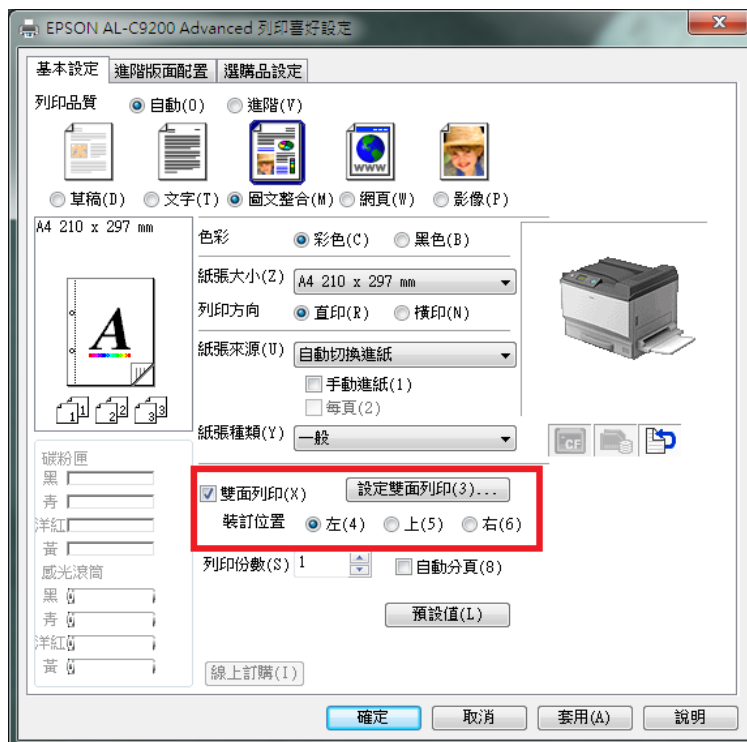 EPSON AL-C9200 Advanced 列印喜好設定
基本設定 進階版面配置 選購品設定
列印品質 自動(O) 進階(V)
WWW
草稿(D) 文字(T) 圖文整合(M) 網頁(W) 影像(P)
A4 210 x 297 mm
A
1 1 2 2 3 3
色彩 彩色(C) 黑色(B)
紙張大小(Z) A4 210 x 297 mm
列印方向 直印(R) 橫印(N)
紙張來源(U) 自動切換進紙
手動進紙(1)
每頁(2)
紙張種類(Y) 一般
CF
碳粉匣
黑
青
洋紅
黃
感光滾筒
黑
青
洋紅
黃
雙面列印(X) 設定雙面列印(3)...
裝訂位置 左(4) 上(5) 右(6)
列印份數(S) 1 自動分頁(8)
預設值(L)
線上訂購(I)
確定 取消 套用(A) 說明